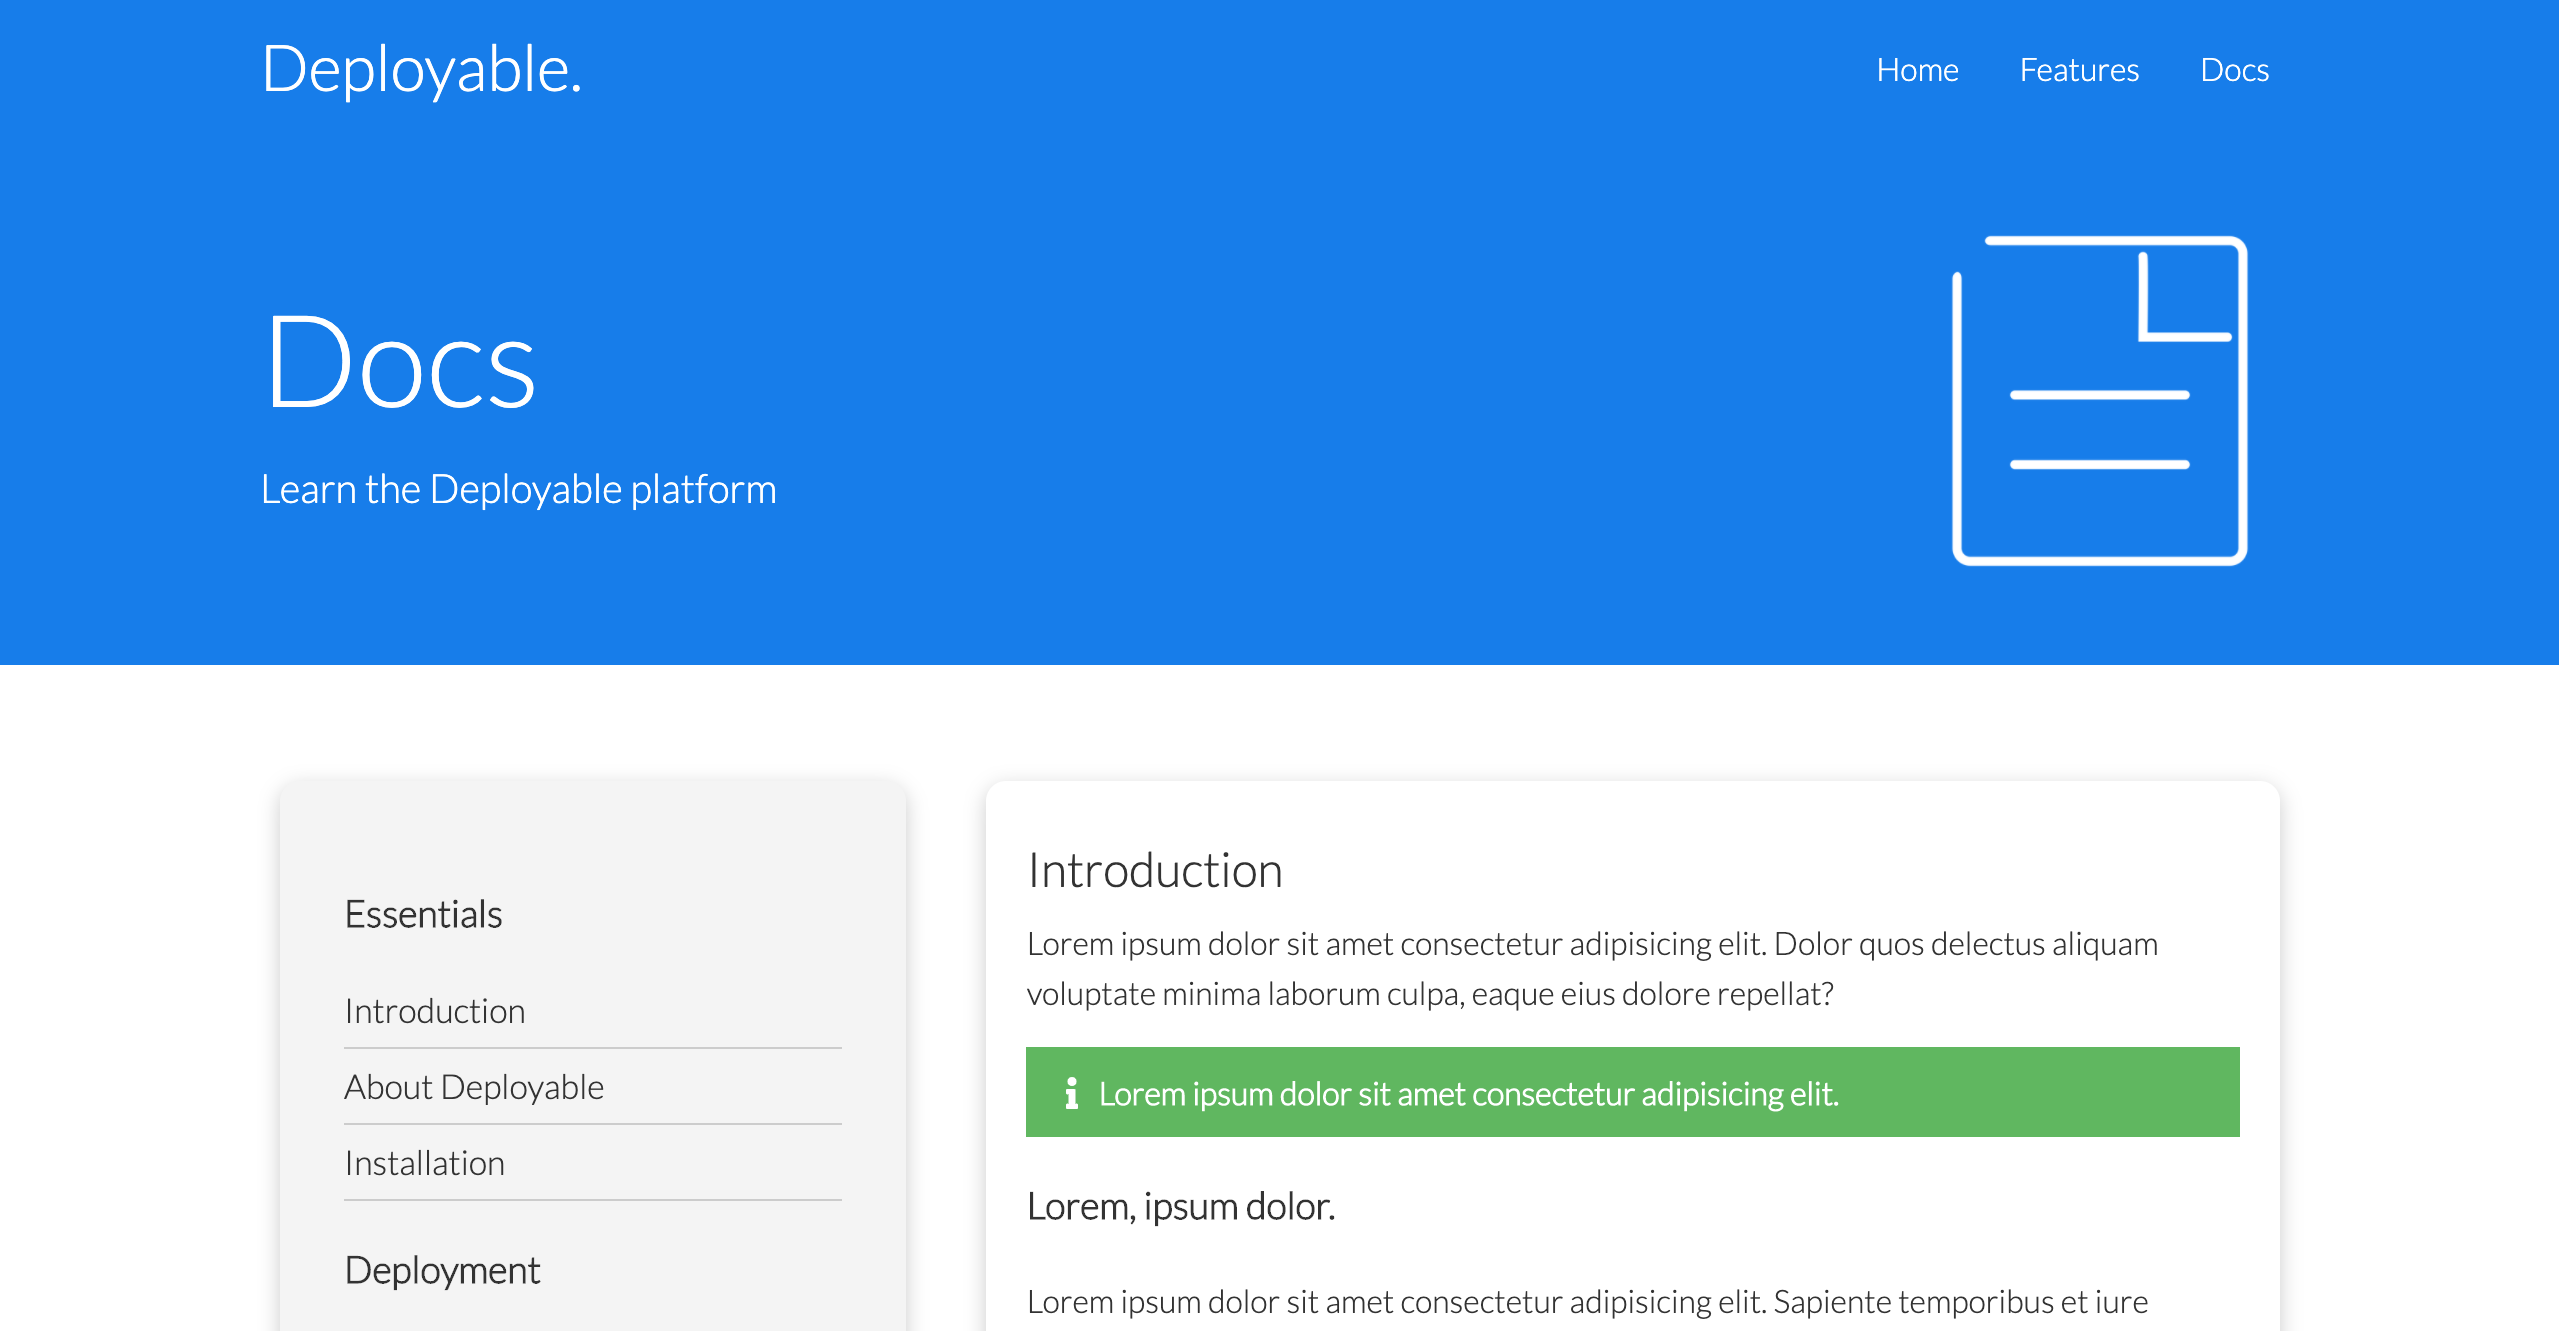 Deployable.
Home Features Docs
Docs
Learn the Deployable platform
Essentials
Introduction
About Deployable
Installation
Deployment
Introduction
Lorem ipsum dolor sit amet consectetur adipisicing elit. Dolor quos delectus aliquam
voluptate minima laborum culpa, eaque eius dolore repellat?
Lorem ipsum dolor sit amet consectetur adipisicing elit.
Lorem, ipsum dolor.
Lorem ipsum dolor sit amet consectetur adipisicing elit. Sapiente temporibus et iure